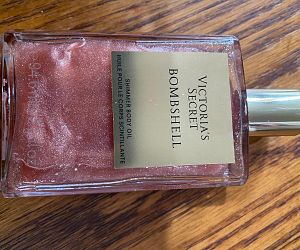 VICTORIA'S
SECRET
BOMBSHELL
SHIMMER BODY OIL
HUILE POUR LE CORPS SCINTILLANTE